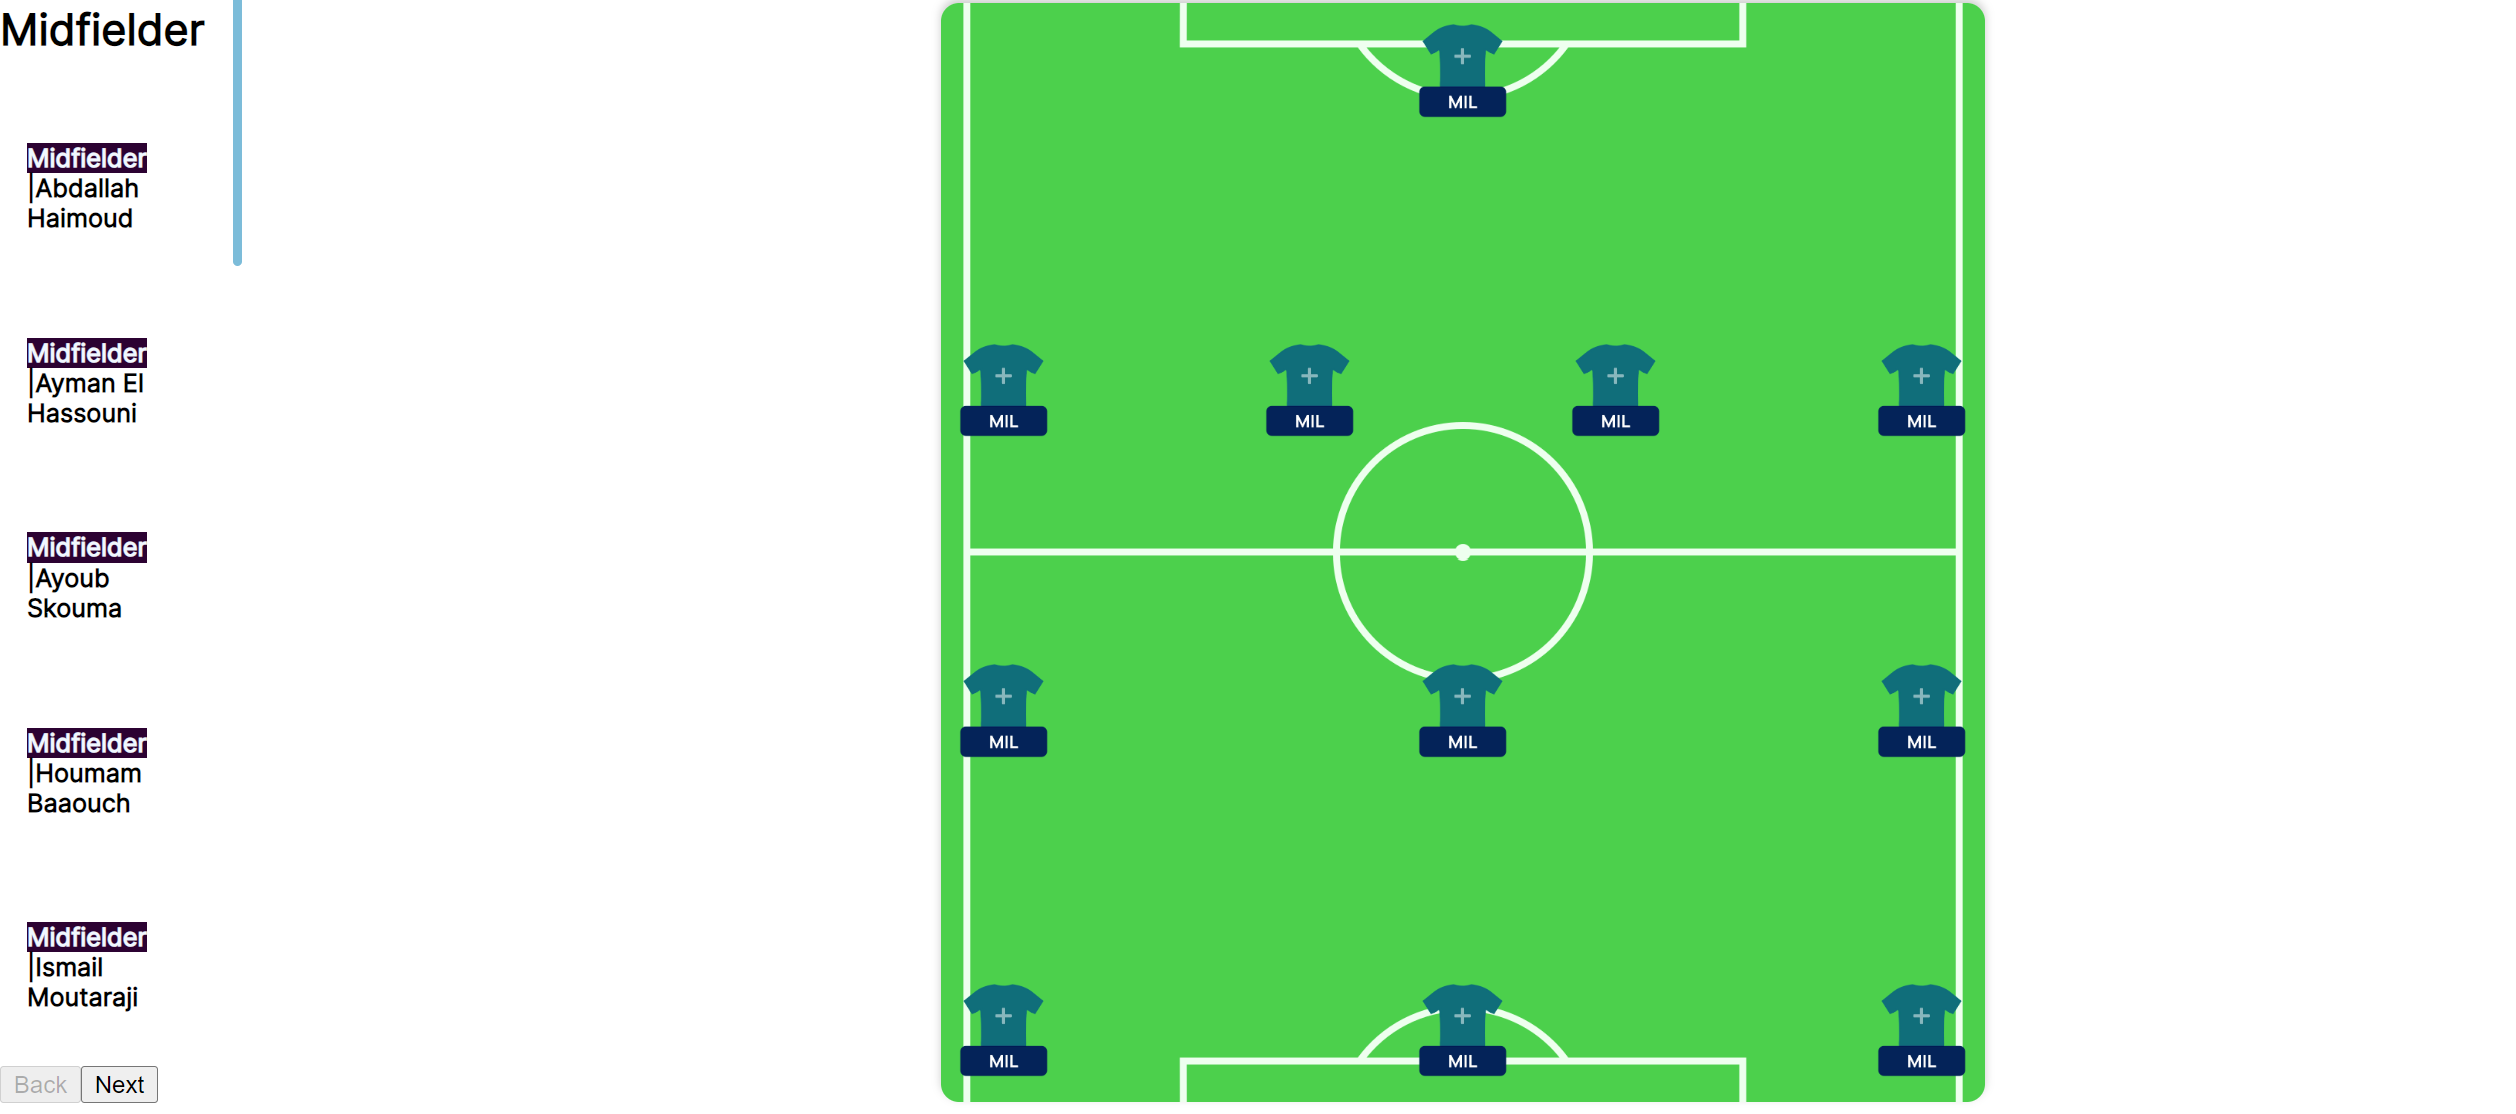 Midfielder
Midfielder
|Abdallah
Haimoud
Midfielder
|Ayman El
Hassouni
Midfielder
|Ayoub
Skouma
Midfielder
|Houmam
Baaouch
Midfielder
|Ismail
Moutaraji
Back Next
MIL
MIL MIL MIL MIL
MIL MIL MIL
MIL MIL MIL